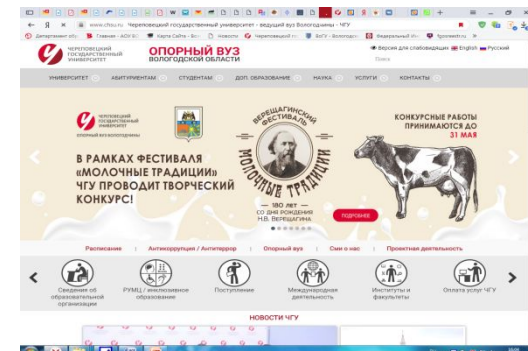 www.chsu.ru Череповецкий государственный университет - ведущий вуз Вологодчины - ЧГУ
ЧЕРЕПОВЕЦКИЙ
ГОСУДАРСТВЕННЫЙ
УНИВЕРСИТЕТ
ОПОРНЫЙ ВУЗ
ВОЛОГОДСКОЙ ОБЛАСТИ
Версия для слабовидящих English Русский
Поиск
УНИВЕРСИТЕТ АБИТУРИЕНТАМ СТУДЕНТАМ ДОП. ОБРАЗОВАНИЕ НАУКА УСЛУГИ КОНТАКТЫ
ЧЕРЕПОВЕЦКИЙ
ГОСУДАРСТВЕННЫЙ
УНИВЕРСИТЕТ
ОПОРНЫЙ ВУЗ ВОЛОГОДЧИНЫ
В РАМКАХ ФЕСТИВАЛЯ
«МОЛОЧНЫЕ ТРАДИЦИИ»
ЧГУ ПРОВОДИТ ТВОРЧЕСКИЙ
КОНКУРС!
ВЕРЕЩАГИНСКИЙ
ФЕСТИВАЛЬ
МОЛОЧНЫЕ ТРАДИЦИИ
180 ЛЕТ
СО ДНЯ РОЖДЕНИЯ
Н.В. ВЕРЕЩАГИНА
КОНКУРСНЫЕ РАБОТЫ
ПРИНИМАЮТСЯ ДО
31 МАЯ
ПОДРОБНЕЕ
Расписание | Антикоррупция / Антитеррор | Опорный вуз | Сми о нас | Проектная деятельность
Сведения об
образовательной
организации
РУМЦ / инклюзивное
образование
Поступление
Международная
деятельность
Институты и
факультеты
Оплата услуг ЧГУ
НОВОСТИ ЧГУ